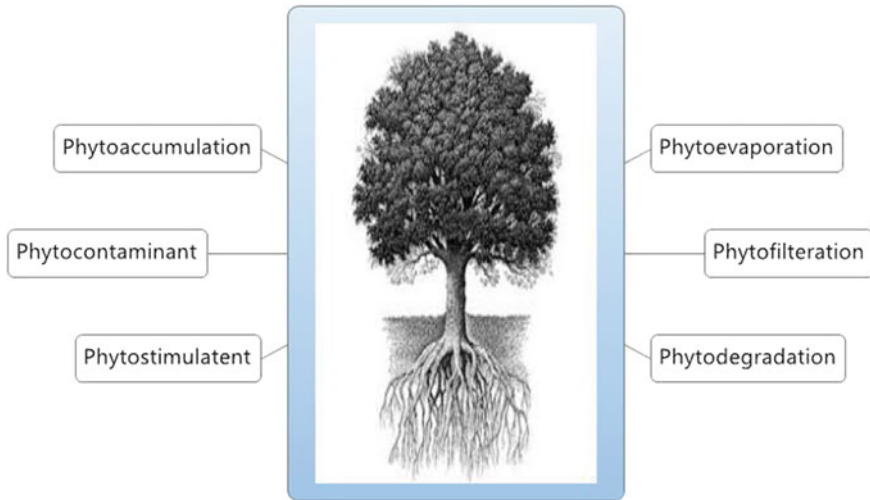 Phytoaccumulation
Phytoevaporation
Phytocontaminant
Phytofilteration
Phytostimulatent
Phytodegradation